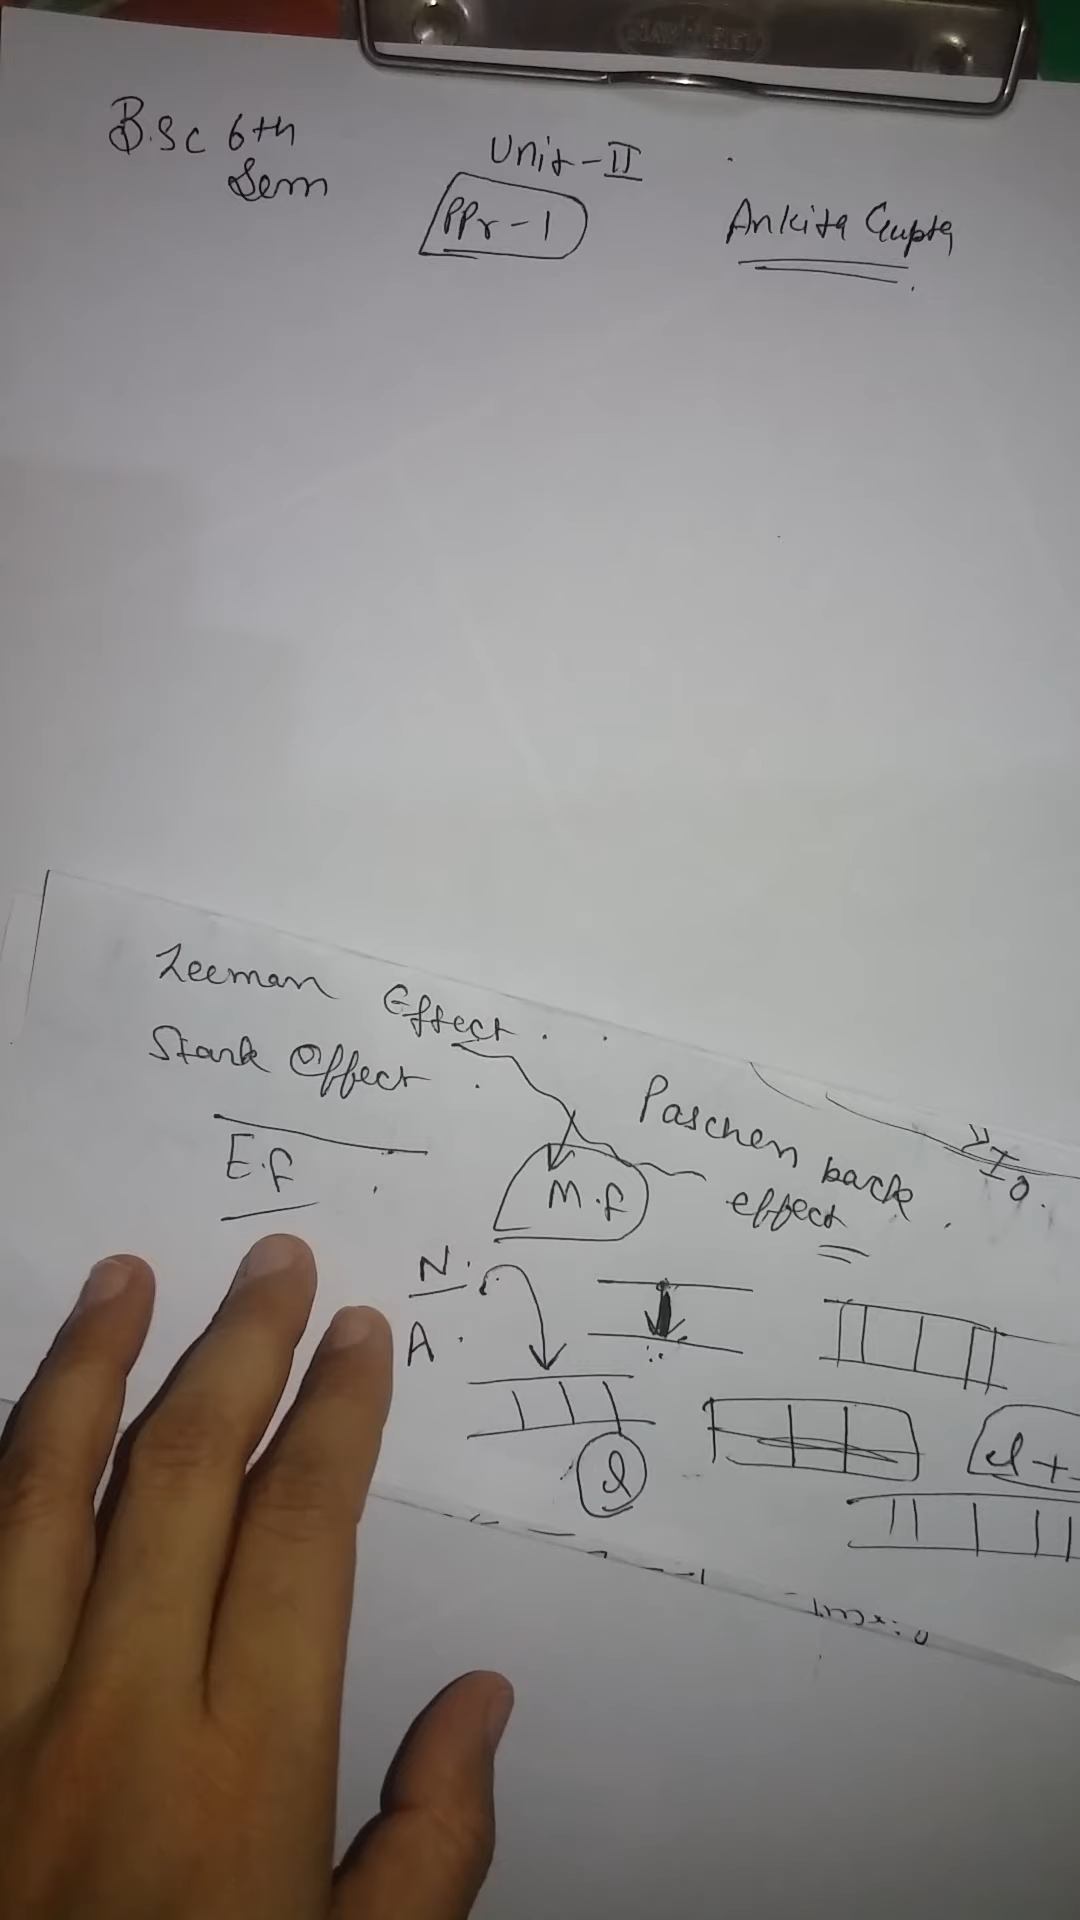 B.Sc 6th
Sem
Unit-II
PPr-1
Ankita Gupta
Zeeman Effect.
Stark effect.
E.f
M.f
Paschen back
effect
N.
A.
l